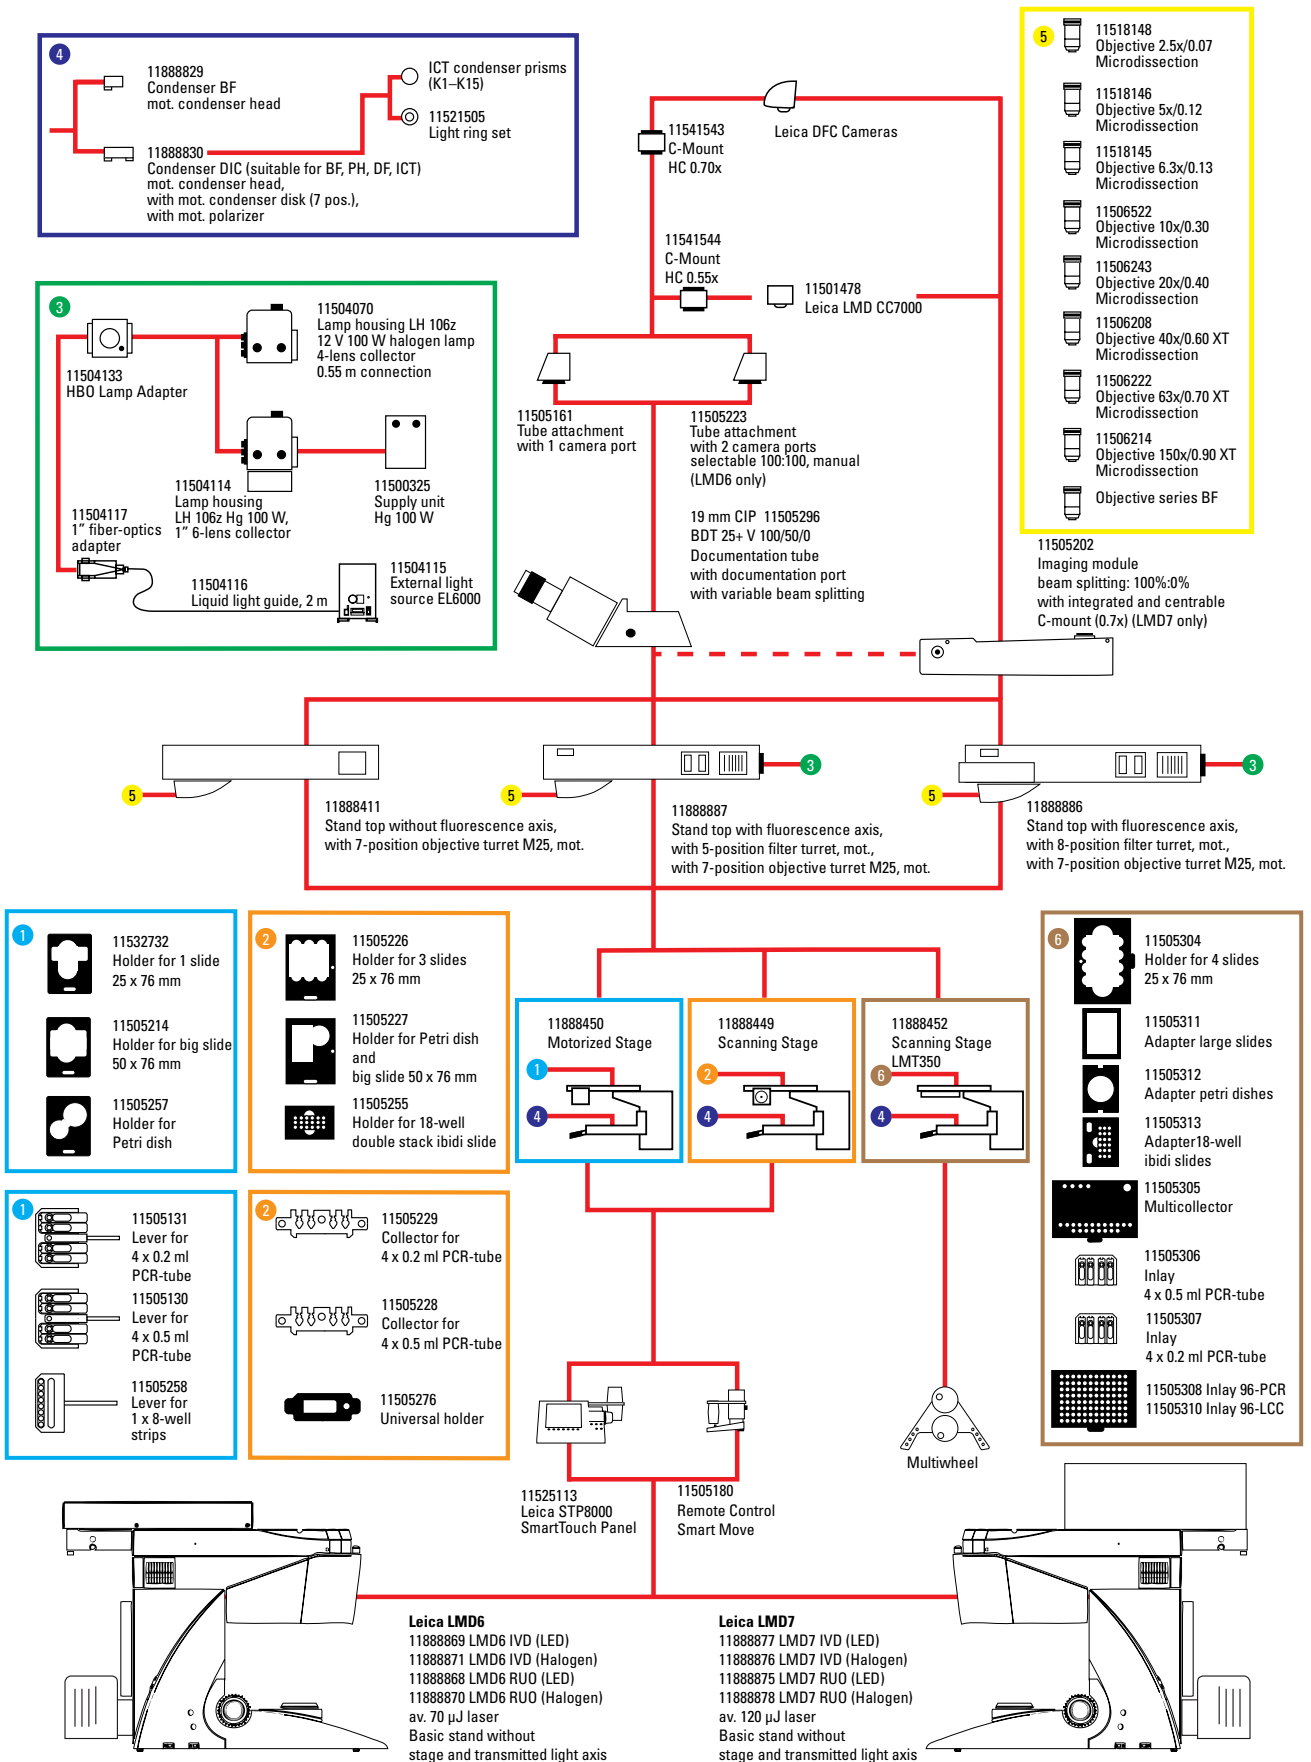 4
11888829
Condenser BF
mot. condenser head
ICT condenser prisms
(K1–K15)
11521505
Light ring set
11888830
Condenser DIC (suitable for BF, PH, DF, ICT)
mot. condenser head,
with mot. condenser disk (7 pos.),
with mot. polarizer
3
11504070
Lamp housing LH 106z
12 V 100 W halogen lamp
4-lens collector
0.55 m connection
11504133
HBO Lamp Adapter
11504114
Lamp housing
LH 106z Hg 100 W,
1” 6-lens collector
11500325
Supply unit
Hg 100 W
11504117
1” fiber-optics
adapter
11504116
Liquid light guide, 2 m
11504115
External light
source EL6000
Leica DFC Cameras
11541543
C-Mount
HC 0.70x
11541544
C-Mount
HC 0.55x
11501478
Leica LMD CC7000
11505161
Tube attachment
with 1 camera port
11505223
Tube attachment
with 2 camera ports
selectable 100:100, manual
(LMD6 only)
19 mm CIP 11505296
BDT 25+ V 100/50/0
Documentation tube
with documentation port
with variable beam splitting
5
11518148
Objective 2.5x/0.07
Microdissection
11518146
Objective 5x/0.12
Microdissection
11518145
Objective 6.3x/0.13
Microdissection
11506522
Objective 10x/0.30
Microdissection
11506243
Objective 20x/0.40
Microdissection
11506208
Objective 40x/0.60 XT
Microdissection
11506222
Objective 63x/0.70 XT
Microdissection
11506214
Objective 150x/0.90 XT
Microdissection
Objective series BF
11505202
Imaging module
beam splitting: 100%:0%
with integrated and centrable
C-mount (0.7x) (LMD7 only)
5
11888411
Stand top without fluorescence axis,
with 7-position objective turret M25, mot.
5
3
11888887
Stand top with fluorescence axis,
with 5-position filter turret, mot.,
with 7-position objective turret M25, mot.
5
3
11888886
Stand top with fluorescence axis,
with 8-position filter turret, mot.,
with 7-position objective turret M25, mot.
1
11532732
Holder for 1 slide
25 x 76 mm
11505214
Holder for big slide
50 x 76 mm
11505257
Holder for
Petri dish
2
11505226
Holder for 3 slides
25 x 76 mm
11505227
Holder for Petri dish
and
big slide 50 x 76 mm
11505255
Holder for 18-well
double stack ibidi slide
11888450
Motorized Stage
1
4
11888449
Scanning Stage
2
4
11888452
Scanning Stage
LMT350
6
4
6
11505304
Holder for 4 slides
25 x 76 mm
11505311
Adapter large slides
11505312
Adapter petri dishes
11505313
Adapter18-well
ibidi slides
11505305
Multicollector
11505306
Inlay
4 x 0.5 ml PCR-tube
11505307
Inlay
4 x 0.2 ml PCR-tube
11505308 Inlay 96-PCR
11505310 Inlay 96-LCC
1
11505131
Lever for
4 x 0.2 ml
PCR-tube
11505130
Lever for
4 x 0.5 ml
PCR-tube
11505258
Lever for
1 x 8-well
strips
2
11505229
Collector for
4 x 0.2 ml PCR-tube
11505228
Collector for
4 x 0.5 ml PCR-tube
11505276
Universal holder
Multiwheel
11525113
Leica STP8000
SmartTouch Panel
11505180
Remote Control
Smart Move
Leica LMD6
11888869 LMD6 IVD (LED)
11888871 LMD6 IVD (Halogen)
11888868 LMD6 RUO (LED)
11888870 LMD6 RUO (Halogen)
av. 70 µJ laser
Basic stand without
stage and transmitted light axis
Leica LMD7
11888877 LMD7 IVD (LED)
11888876 LMD7 IVD (Halogen)
11888875 LMD7 RUO (LED)
11888878 LMD7 RUO (Halogen)
av. 120 µJ laser
Basic stand without
stage and transmitted light axis